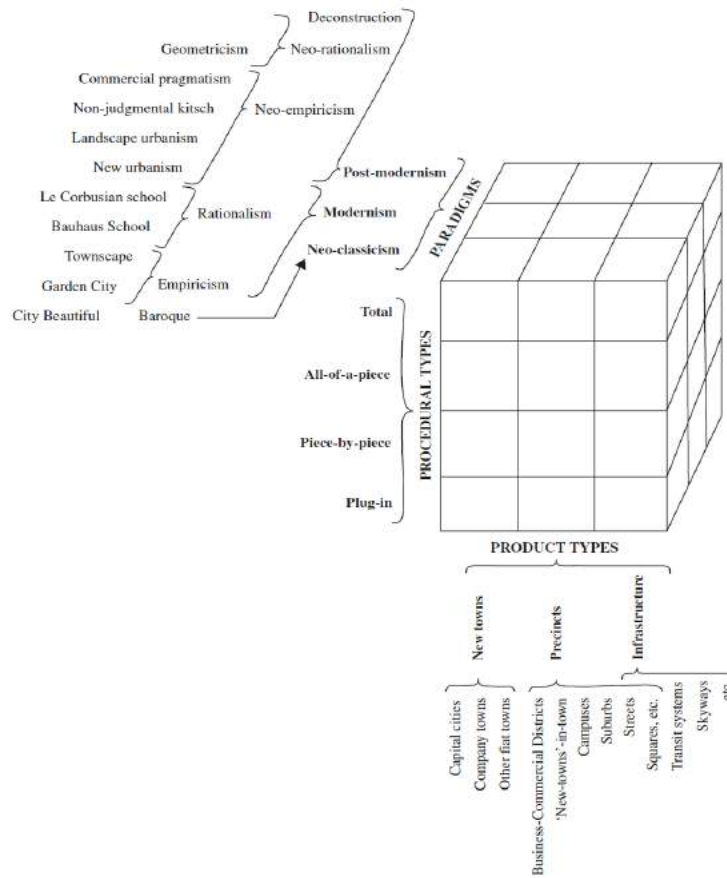 Deconstruction
Geometricism
Neo-rationalism
Commercial pragmatism
Non-judgmental kitsch
Neo-empiricism
Landscape urbanism
New urbanism
Post-modernism
Le Corbusian school
Rationalism
Modernism
Bauhaus School
Townscape
Neo-classicism
Garden City
Empiricism
City Beautiful
Baroque
PARADIGMS
Total
All-of-a-piece
Piece-by-piece
Plug-in
PROCEDURAL TYPES
PRODUCT TYPES
New towns
Precincts
Infrastructure
Capital cities
Company towns
Other fiat towns
Business-Commercial Districts
'New-towns'-in-town
Campuses
Suburbs
Streets
Squares, etc.
Transit systems
Skyways
etc.